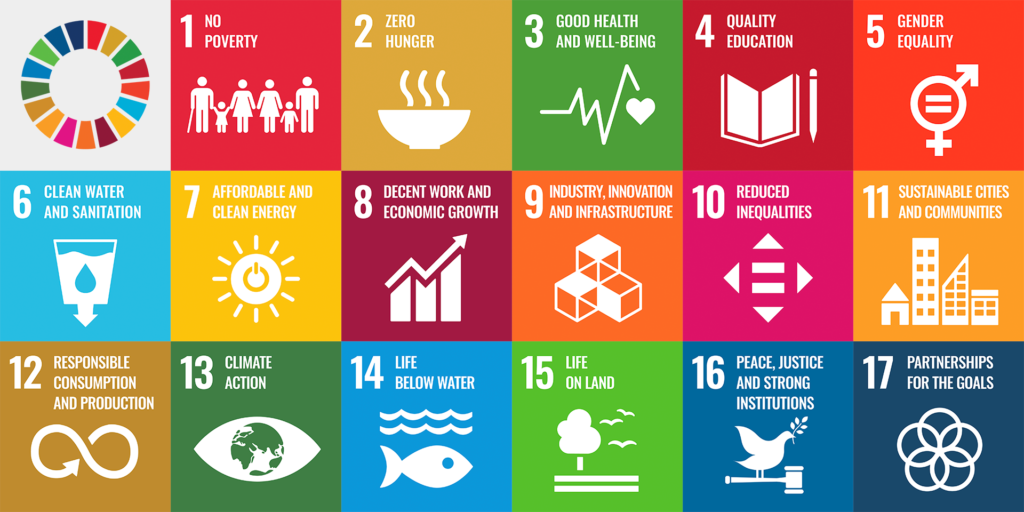 1 NO
POVERTY
2 ZERO
HUNGER
3 GOOD HEALTH
AND WELL-BEING
4 QUALITY
EDUCATION
5 GENDER
EQUALITY
6 CLEAN WATER
AND SANITATION
7 AFFORDABLE AND
CLEAN ENERGY
8 DECENT WORK AND
ECONOMIC GROWTH
9 INDUSTRY, INNOVATION
AND INFRASTRUCTURE
10 REDUCED
INEQUALITIES
11 SUSTAINABLE CITIES
AND COMMUNITIES
12 RESPONSIBLE
CONSUMPTION
AND PRODUCTION
13 CLIMATE
ACTION
14 LIFE
BELOW WATER
15 LIFE
ON LAND
16 PEACE, JUSTICE
AND STRONG
INSTITUTIONS
17 PARTNERSHIPS
FOR THE GOALS